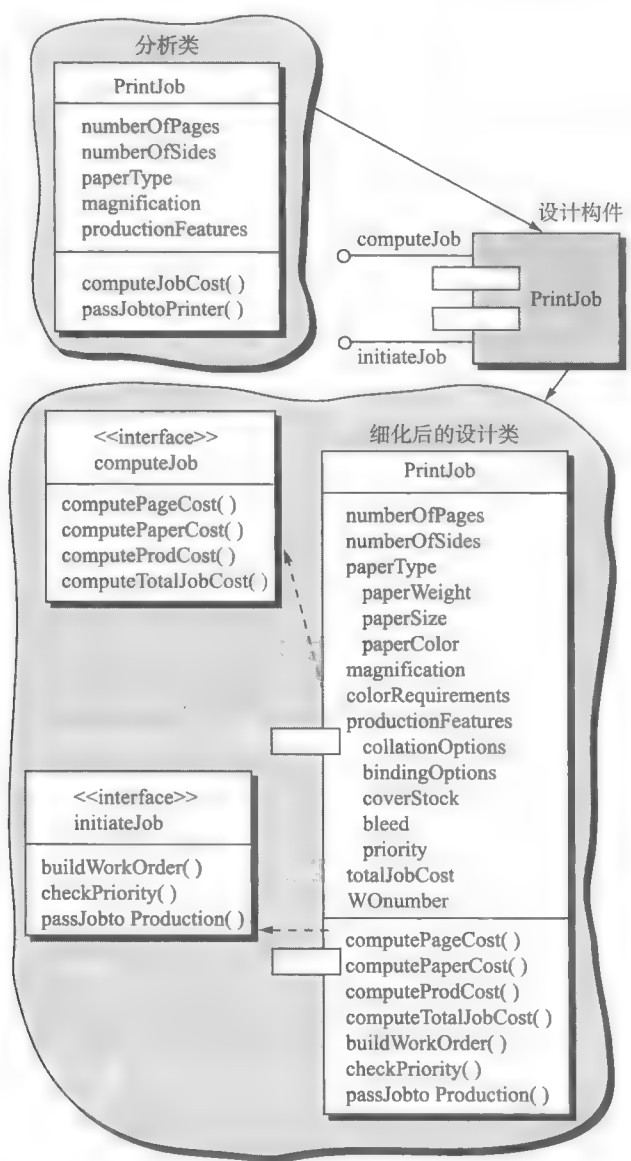 分析类
PrintJob
numberOfPages
numberOfSides
paperType
magnification
productionFeatures
computeJobCost( )
passJobtoPrinter( )
设计构件
computeJob
PrintJob
initiateJob
<<interface>>
computeJob
computePageCost( )
computePaperCost( )
computeProdCost( )
computeTotalJobCost( )
<<interface>>
initiateJob
buildWorkOrder( )
checkPriority( )
passJobto Production( )
细化后的设计类
PrintJob
numberOfPages
numberOfSides
paperType
paperWeight
paperSize
paperColor
magnification
colorRequirements
productionFeatures
collationOptions
bindingOptions
coverStock
bleed
priority
totalJobCost
WOnumber
computePageCost( )
computePaperCost( )
computeProdCost( )
computeTotalJobCost( )
buildWorkOrder( )
checkPriority( )
passJobto Production( )